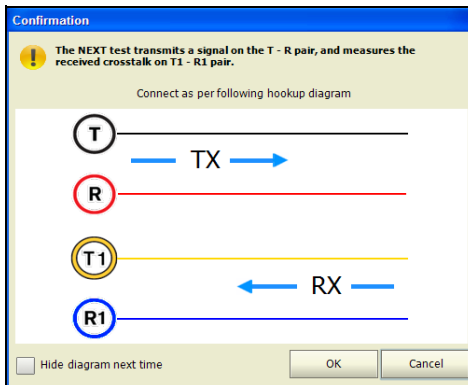 Confirmation
The NEXT test transmits a signal on the T - R pair, and measures the
received crosstalk on T1 - R1 pair.
Connect as per following hookup diagram
T
TX
R
T1
RX
R1
Hide diagram next time
OK
Cancel